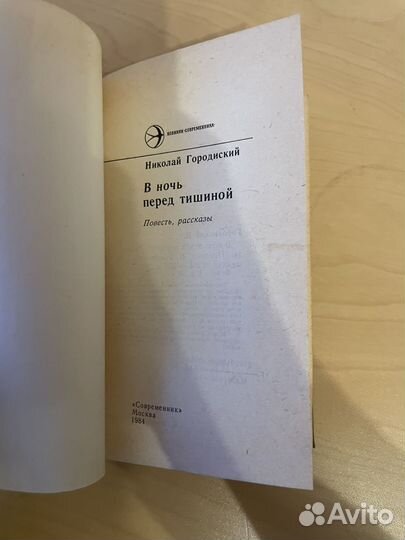 НОВИНКИ «СОВРЕМЕННИКА»
Николай Городиский
В ночь
перед тишиной
Повесть, рассказы
«Современник»
Москва
1984
Avito